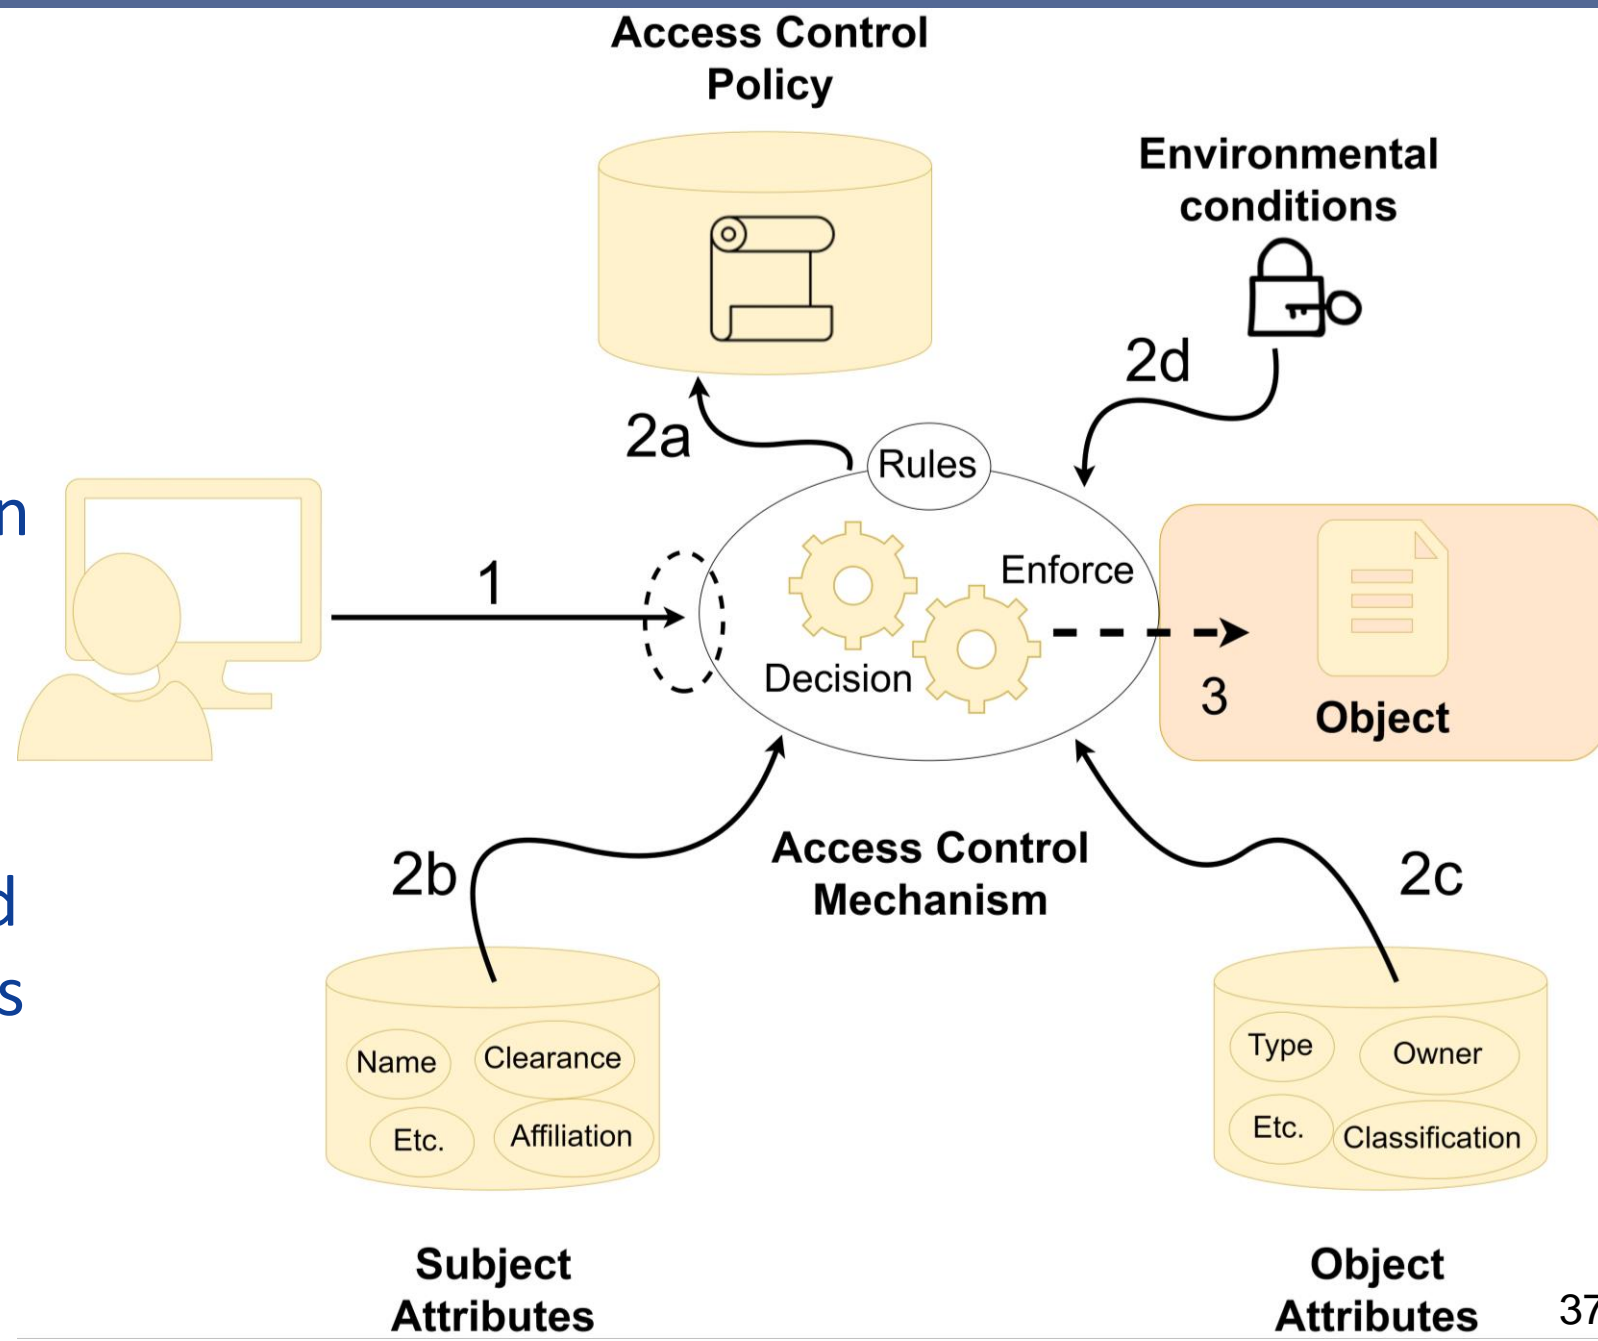 Access Control
Policy
Environmental
conditions
2d
2a
Rules
n
1
Enforce
Decision
3
Object
Access Control
Mechanism
2b
2c
d
s
Name
Clearance
Etc.
Affiliation
Type
Owner
Etc.
Classification
Subject
Attributes
Object
Attributes
37